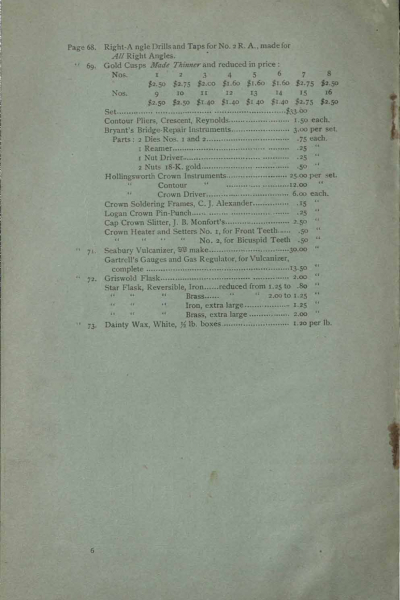 Page 68. Right-Angle Drills and Taps for No. 2 R. A., made for
All Right Angles.
" 69. Gold Cusps Made Thinner and reduced in price:
Nos. 1 2 3 4 5 6 7 8
$2.50 $2.75 $2.00 $1.60 $1.60 $1.60 $2.75 $2.50
Nos. 9 10 11 12 13 14 15 16
$2.50 $2.50 $1.40 $1.40 $1.40 $1.40 $2.75 $2.50
Set........$33.00
Contour Pliers, Crescent, Reynolds........ 1.50 each.
Bryant's Bridge-Repair Instruments........ 3.00 per set.
Parts: 2 Dies Nos. 1 and 2........ .75 each.
1 Reamer........ .25 "
1 Nut Driver........ .25 "
2 Nuts 18-K. gold........ .50 "
Hollingsworth Crown Instruments........ 25.00 per set.
" Contour " ........12.00 "
" Crown Driver........ 6.00 each.
Crown Soldering Frames, C. J. Alexander........ .25 "
Logan Crown Pin-Punch........ .25 "
Cap Crown Slitter, J. B. Monfort's........ 2.50 "
Crown Heater and Setters No. 1, for Front Teeth..... .50 "
" " " " No. 2, for Bicuspid Teeth .50 "
" 71. Seabury Vulcanizer, make........30.00 "
Gartrell's Gauges and Gas Regulator, for Vulcanizer,
complete ........13.50 "
" 72. Griswold Flask........ 2.00 "
Star Flask, Reversible, Iron......reduced from 1.25 to .80 "
" " " Brass...... " " 2.00 to 1.25 "
" " " Iron, extra large........ 1.25 "
" " " Brass, extra large........ 2.00 "
" 73. Dainty Wax, White, ½ lb. boxes........ 1.20 per lb.
6